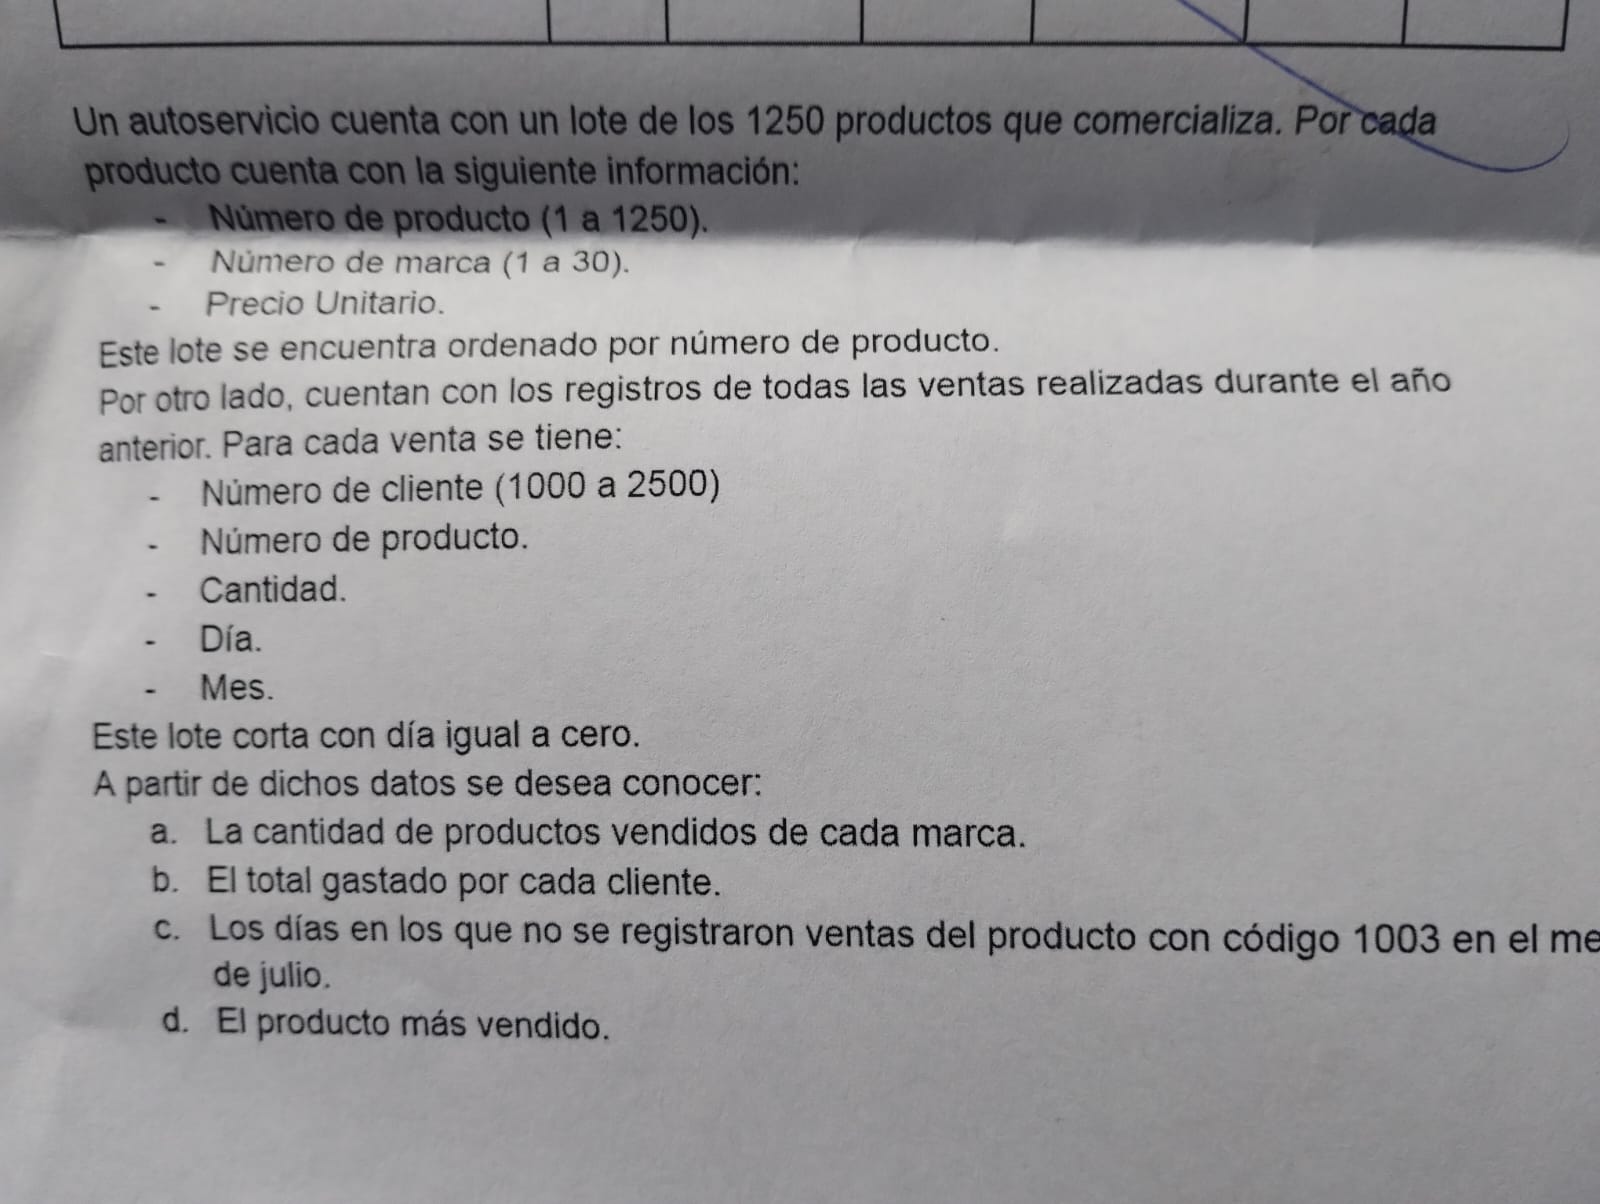 Un autoservicio cuenta con un lote de los 1250 productos que comercializa. Por cada
producto cuenta con la siguiente información:
- Número de producto (1 a 1250).
- Número de marca (1 a 30).
- Precio Unitario.
Este lote se encuentra ordenado por número de producto.
Por otro lado, cuentan con los registros de todas las ventas realizadas durante el año
anterior. Para cada venta se tiene:
- Número de cliente (1000 a 2500)
- Número de producto.
- Cantidad.
- Día.
- Mes.
Este lote corta con día igual a cero.
A partir de dichos datos se desea conocer:
a. La cantidad de productos vendidos de cada marca.
b. El total gastado por cada cliente.
c. Los días en los que no se registraron ventas del producto con código 1003 en el me
de julio.
d. El producto más vendido.